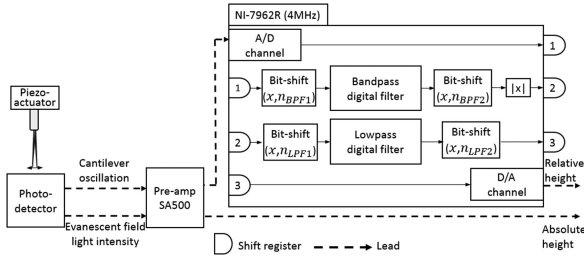 NI-7962R (4MHz)
A/D
channel
1
Piezo-
actuator
1
Bit-shift
(x,n_BPF1)
Bandpass
digital filter
Bit-shift
(x,n_BPF2)
|x|
2
2
Bit-shift
(x,n_LPF1)
Lowpass
digital filter
Bit-shift
(x,n_LPF2)
3
Cantilever
oscillation
3
D/A
channel
Relative
height
Photo-
detector
Pre-amp
SA500
Evanescent field
light intensity
Absolute
height
Shift register
Lead